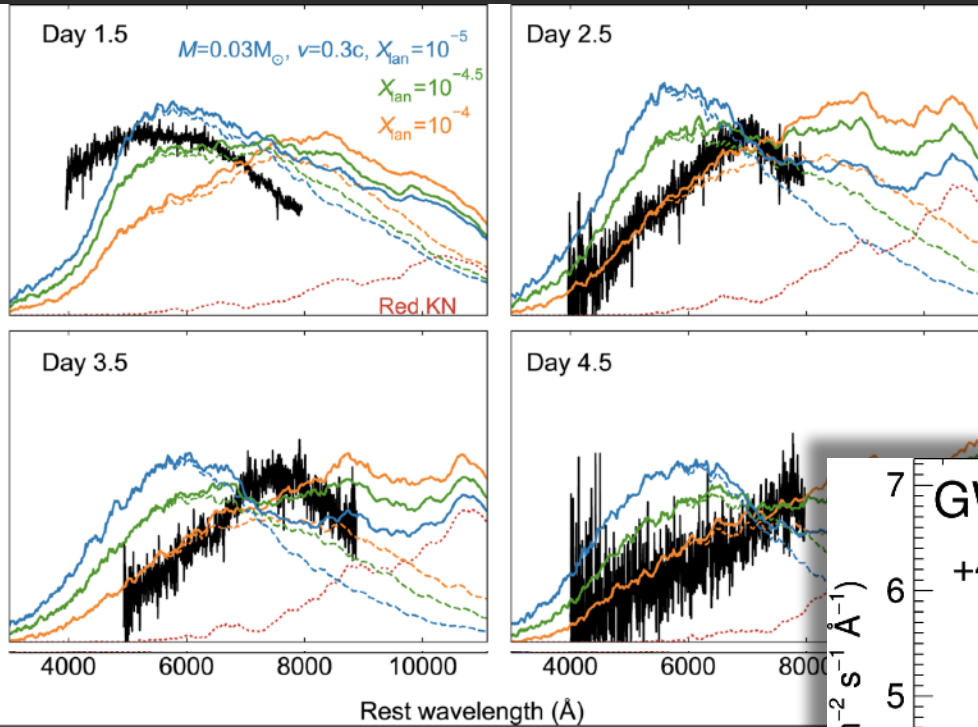 Day 1.5
M=0.03M☉, v=0.3c, Xlan=10⁻⁵
Xlan=10⁻⁴·⁵
Xlan=10⁻⁴
Red KN
Day 2.5
Day 3.5
Day 4.5
4000 6000 8000 10000
4000 6000 8000
Rest wavelength (Å)
7
6
5
s⁻¹ Å⁻¹)